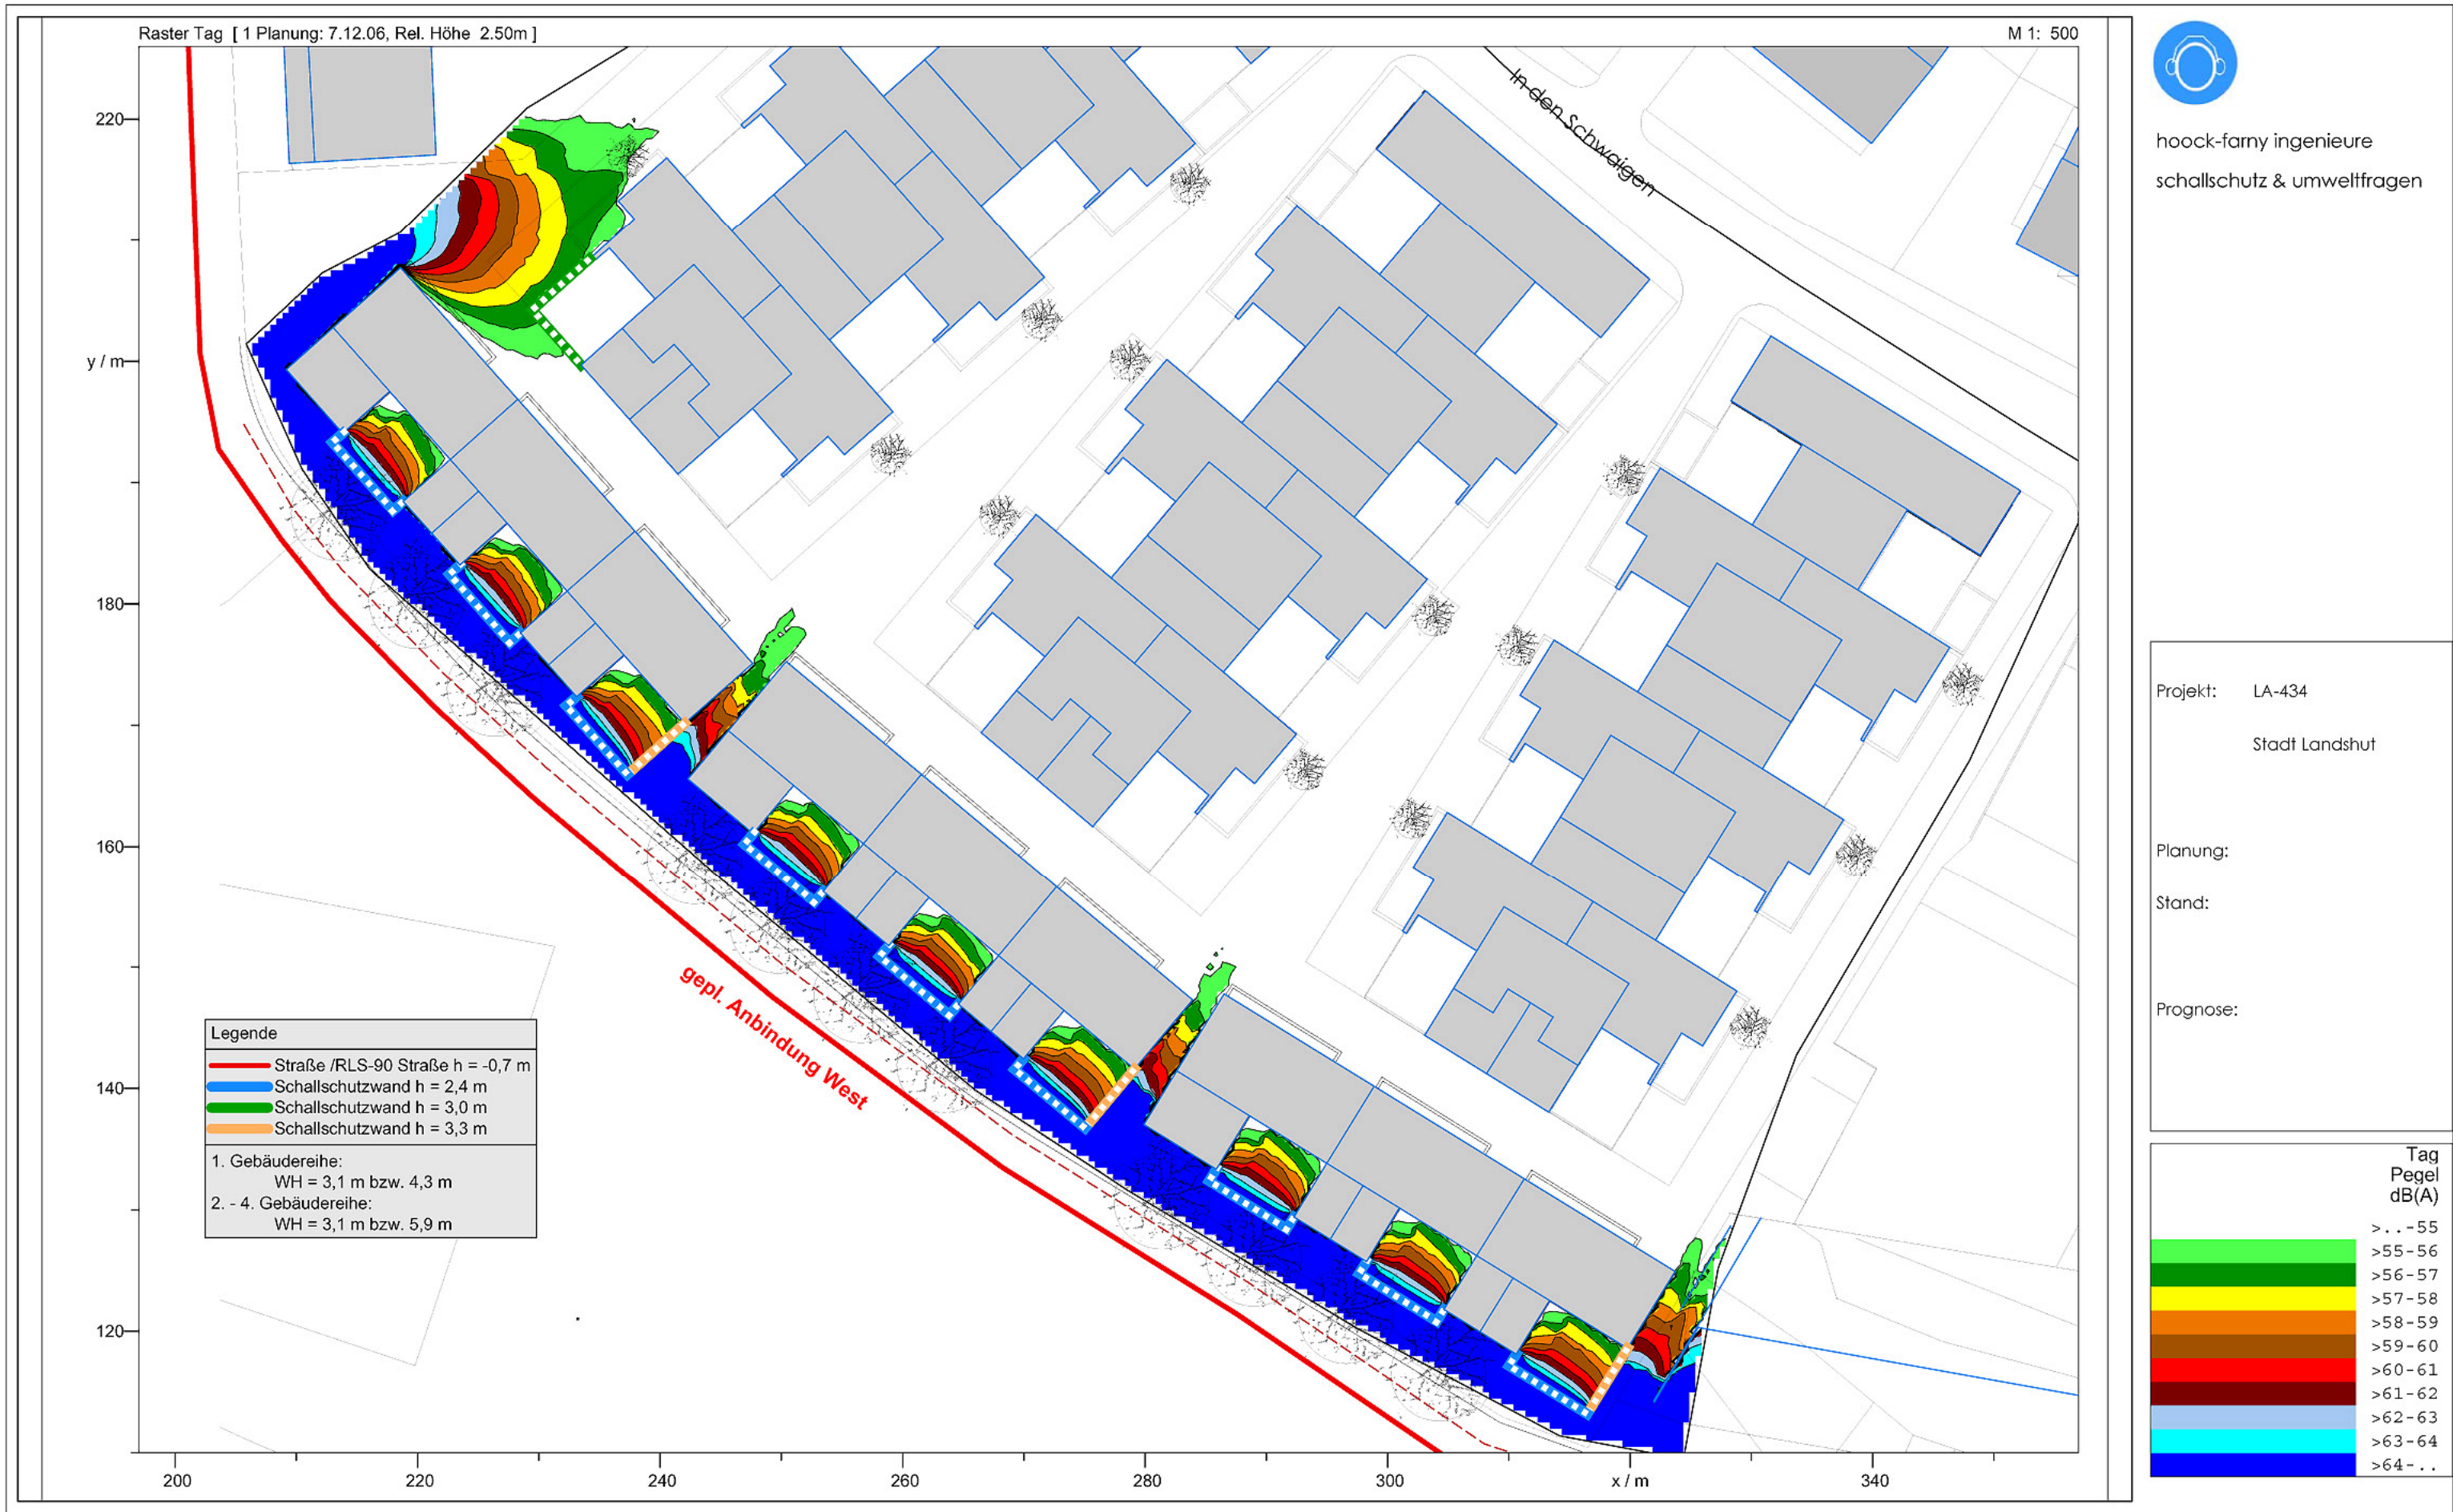 Raster Tag [ 1 Planung: 7.12.06, Rel. Höhe 2.50m ]
M 1: 500
220
y / m
180
160
140
120
200
220
240
260
280
300
x / m
340
In den Schwaigen
gepl. Anbindung West
Legende
Straße /RLS-90 Straße h = -0,7 m
Schallschutzwand h = 2,4 m
Schallschutzwand h = 3,0 m
Schallschutzwand h = 3,3 m
1. Gebäudereihe:
WH = 3,1 m bzw. 4,3 m
2. - 4. Gebäudereihe:
WH = 3,1 m bzw. 5,9 m
hoock-farny ingenieure
schallschutz & umweltfragen
Projekt: LA-434
Stadt Landshut
Planung:
Stand:
Prognose:
Tag
Pegel
dB(A)
>..-55
>55-56
>56-57
>57-58
>58-59
>59-60
>60-61
>61-62
>62-63
>63-64
>64-..